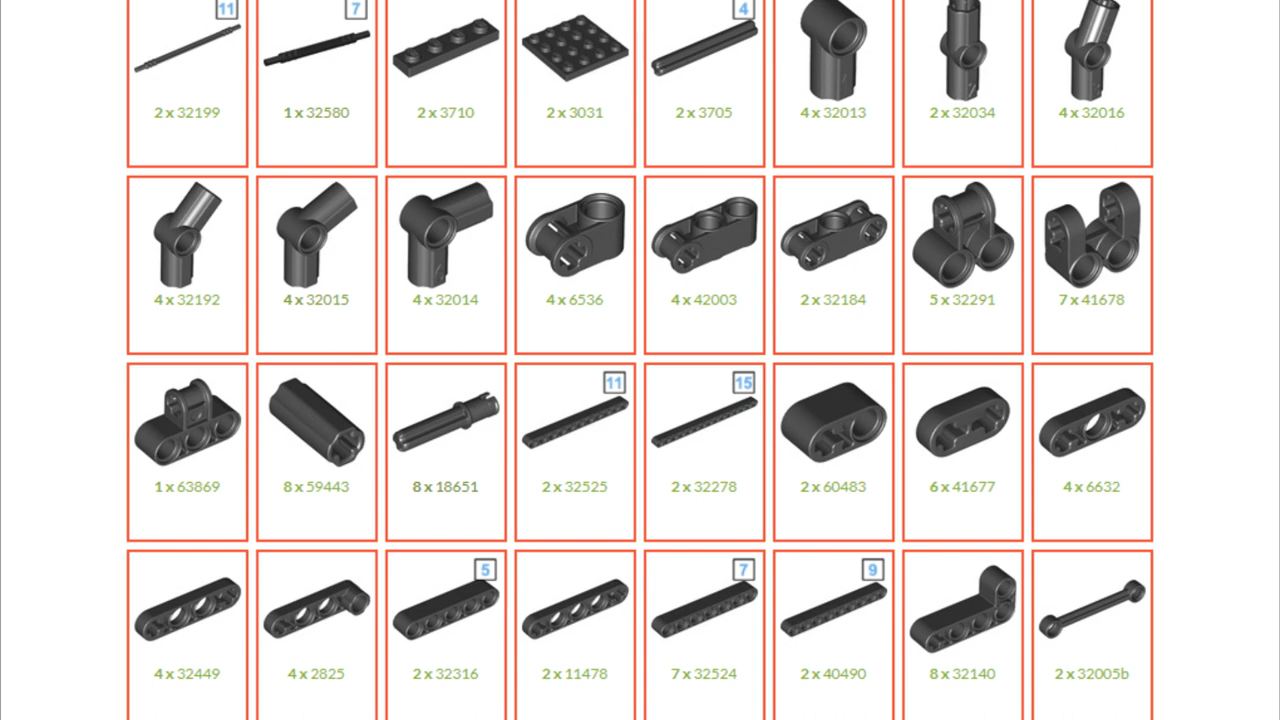 11 7 4
2 x 32199 1 x 32580 2 x 3710 2 x 3031 2 x 3705 4 x 32013 2 x 32034 4 x 32016
4 x 32192 4 x 32015 4 x 32014 4 x 6536 4 x 42003 2 x 32184 5 x 32291 7 x 41678
11 15
1 x 63869 8 x 59443 8 x 18651 2 x 32525 2 x 32278 2 x 60483 6 x 41677 4 x 6632
5 7 9
4 x 32449 4 x 2825 2 x 32316 2 x 11478 7 x 32524 2 x 40490 8 x 32140 2 x 32005b